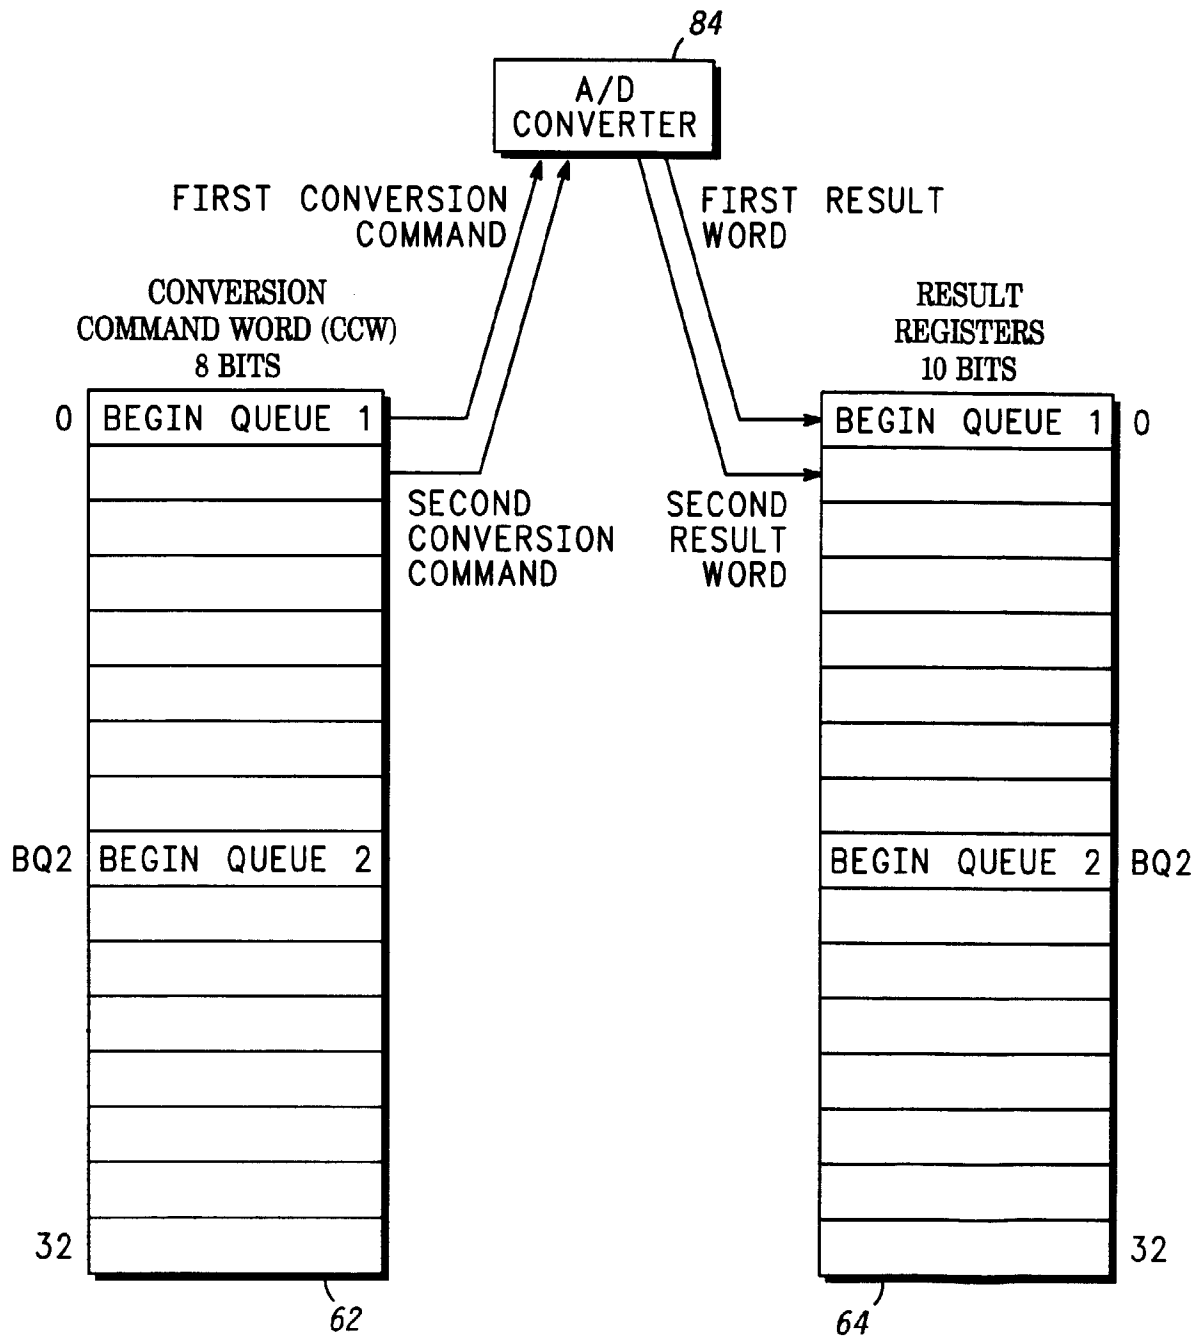 84
A/D
CONVERTER
FIRST CONVERSION
COMMAND
FIRST RESULT
WORD
CONVERSION
COMMAND WORD (CCW)
8 BITS
RESULT
REGISTERS
10 BITS
0
BEGIN QUEUE 1
BEGIN QUEUE 1
0
SECOND
CONVERSION
COMMAND
SECOND
RESULT
WORD
BQ2
BEGIN QUEUE 2
BEGIN QUEUE 2
BQ2
32
32
62
64